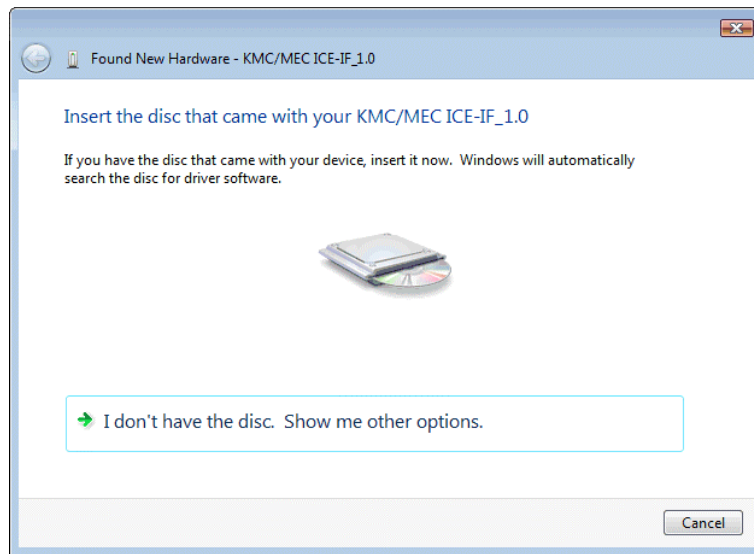 Found New Hardware - KMC/MEC ICE-IF_1.0
Insert the disc that came with your KMC/MEC ICE-IF_1.0
If you have the disc that came with your device, insert it now.  Windows will automatically
search the disc for driver software.
I don't have the disc.  Show me other options.
Cancel